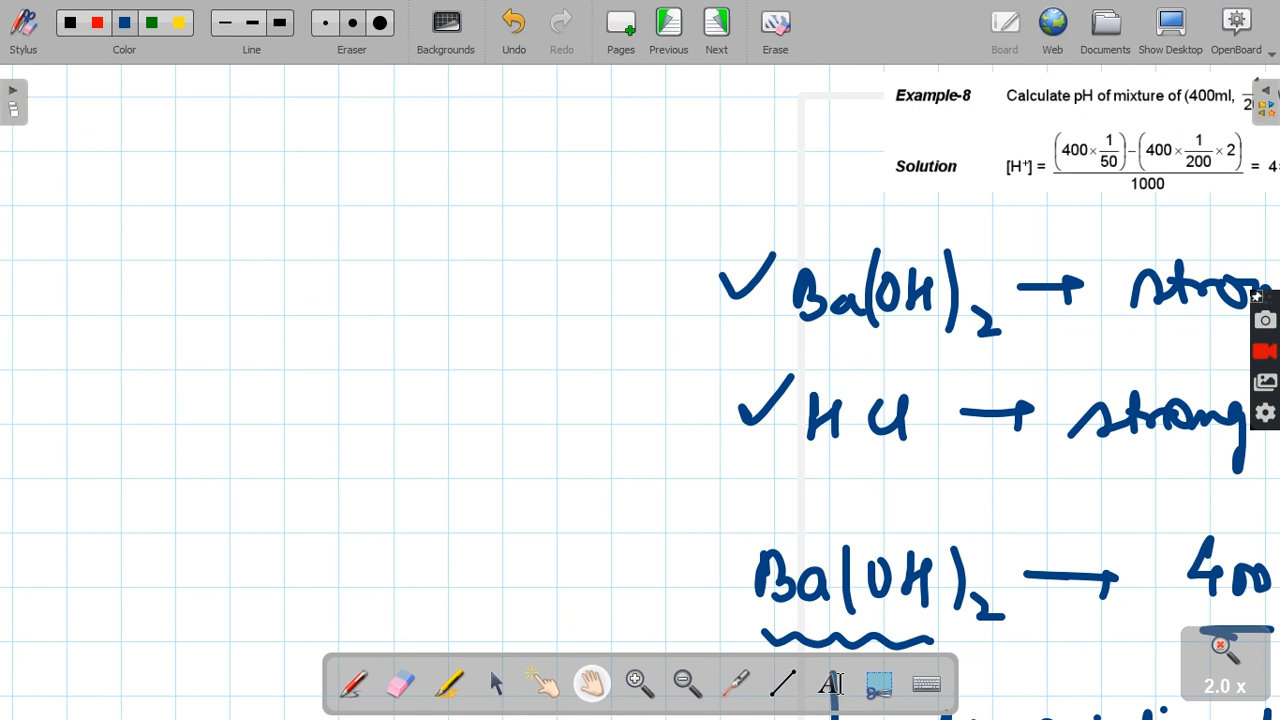 Stylus Color Line Eraser Backgrounds Undo Redo Pages Previous Next Erase Board Web Documents Show Desktop OpenBoard
Example-8 Calculate pH of mixture of (400ml,
Solution [H⁺] = ((400 × 1/50) – (400 × 1/200 × 2))/1000 = 4
✓ Ba(OH)₂ → stron
✓ HCl → strong
Ba(OH)₂ → 400
2.0 x